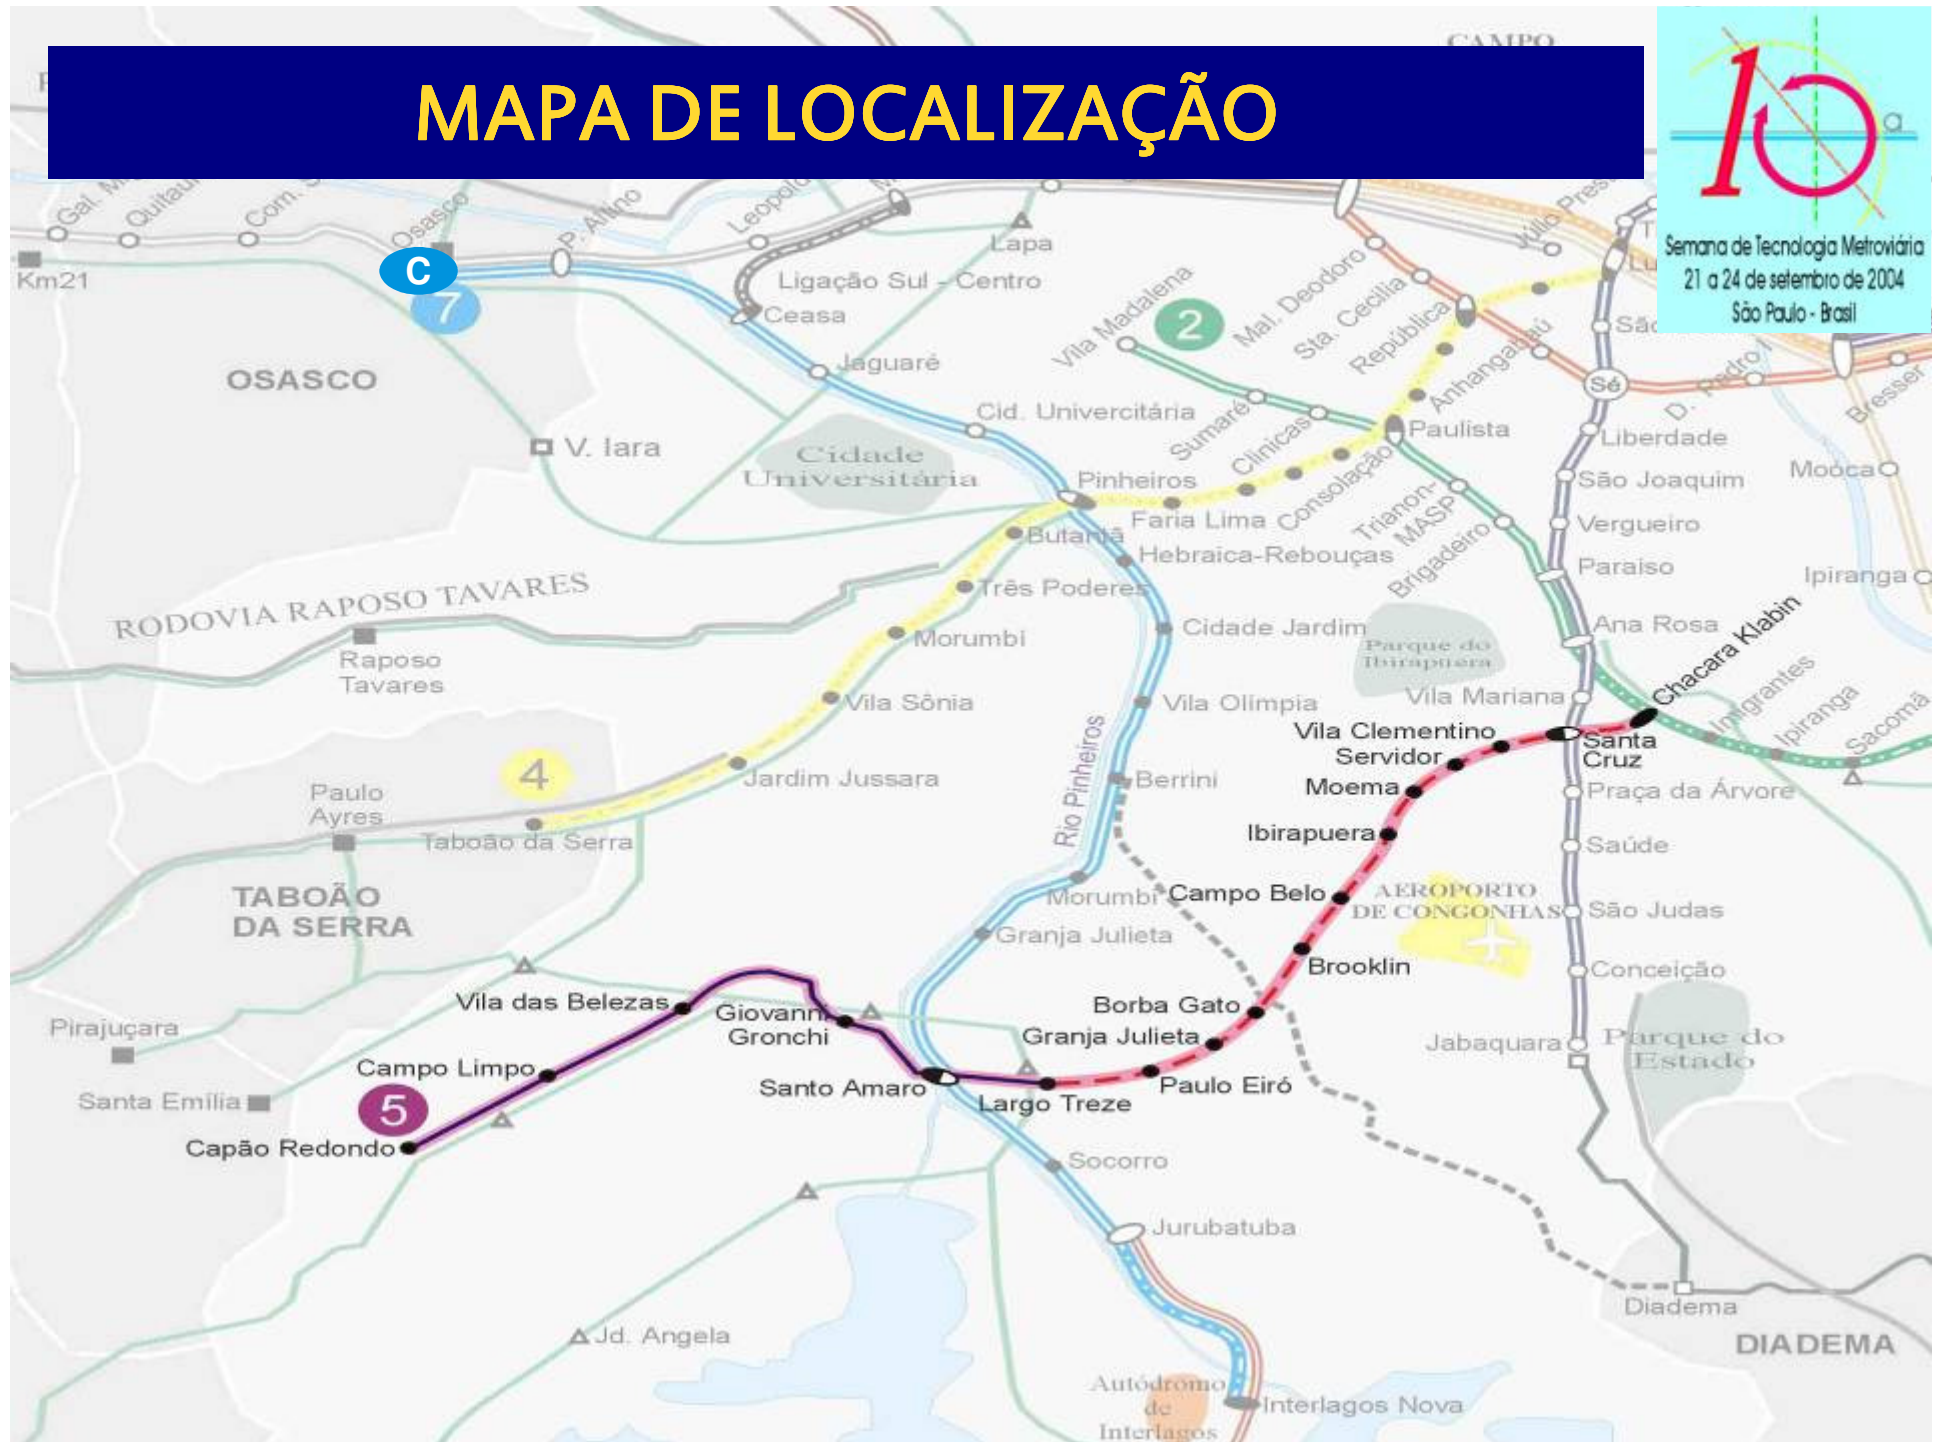 MAPA DE LOCALIZAÇÃO
a
Semana de Tecnologia Metroviária
21 a 24 de setembro de 2004
São Paulo - Brasil
CAMPO
Quitaúna
Osasco
Lapa
Km21
C
7
Ligação Sul - Centro
Ceasa
Vila Madalena
2
Mal. Deodoro
Sta. Cecília
República
Anhangabaú
Jaguaré
OSASCO
Sé
D. Pedro I
Bresser
Cid. Univercitária
Sumaré
Clinicas
Consolação
Paulista
Liberdade
V. Iara
Cidade
Universitária
Pinheiros
Trianon-
MASP
Brigadeiro
São Joaquim
Moóca
Faria Lima
Vergueiro
Butantã
Hebraica-Rebouças
Paraiso
Ipiranga
Três Poderes
RODOVIA RAPOSO TAVARES
Morumbi
Cidade Jardim
Parque do
Ibirapuera
Ana Rosa
Chacara Klabin
Raposo
Tavares
Vila Sônia
Vila Olímpia
Vila Mariana
Imigrantes
Ipiranga
Sacomã
Rio Pinheiros
Vila Clementino
Servidor
Santa
Cruz
4
Jardim Jussara
Berrini
Moema
Praça da Árvore
Paulo
Ayres
Taboão da Serra
Ibirapuera
Saúde
TABOÃO
DA SERRA
Morumbi
Campo Belo
AEROPORTO
DE CONGONHAS
São Judas
Granja Julieta
Brooklin
Conceição
Vila das Belezas
Giovanni
Gronchi
Borba Gato
Granja Julieta
Pirajuçara
Jabaquara
Parque do
Estado
Campo Limpo
Santo Amaro
Largo Treze
Paulo Eiró
Santa Emília
5
Capão Redondo
Socorro
Jurubatuba
Jd. Angela
Diadema
DIADEMA
Autódromo
de
Interlagos
Interlagos Nova